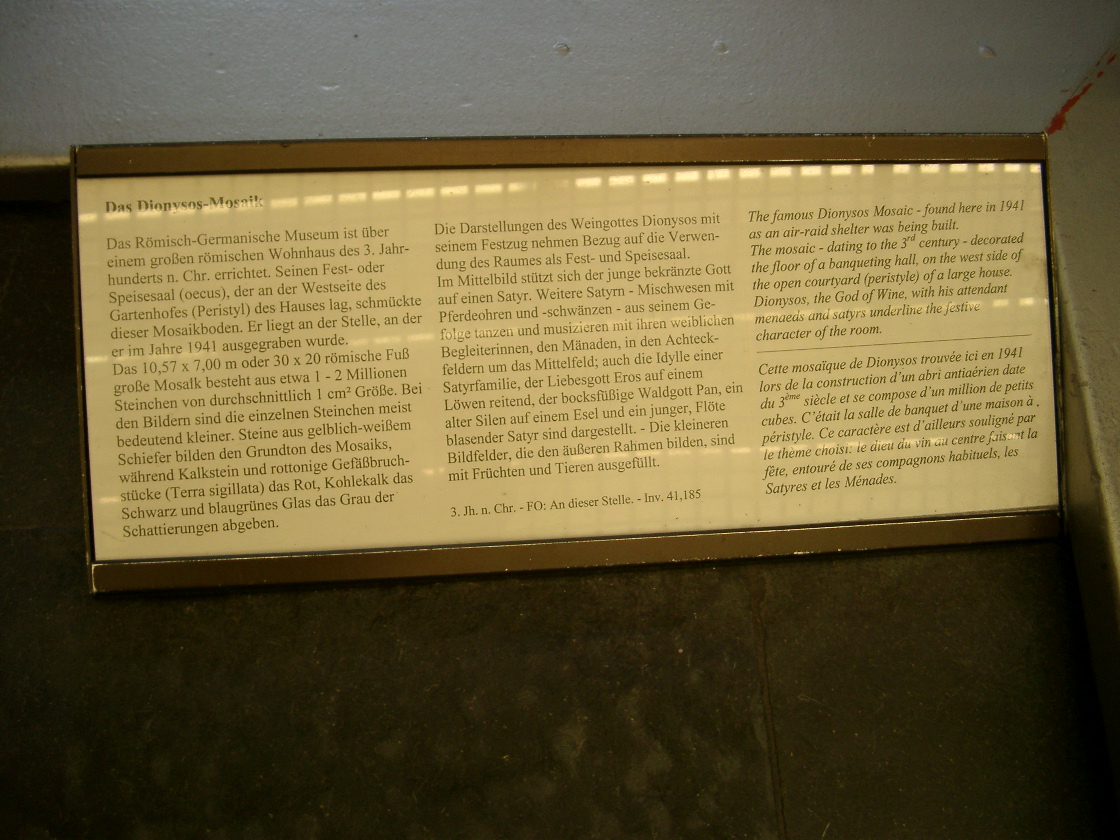 Das Dionysos-Mosaik
Das Römisch-Germanische Museum ist über
einem großen römischen Wohnhaus des 3. Jahr-
hunderts n. Chr. errichtet. Seinen Fest- oder
Speisesaal (oecus), der an der Westseite des
Gartenhofes (Peristyl) des Hauses lag, schmückte
dieser Mosaikboden. Er liegt an der Stelle, an der
er im Jahre 1941 ausgegraben wurde.
Das 10,57 x 7,00 m oder 30 x 20 römische Fuß
große Mosalk besteht aus etwa 1 - 2 Millionen
Steinchen von durchschnittlich 1 cm² Größe. Bei
den Bildern sind die einzelnen Steinchen meist
bedeutend kleiner. Steine aus gelblich-weißem
Schiefer bilden den Grundton des Mosaiks,
während Kalkstein und rottonige Gefäßbruch-
stücke (Terra sigillata) das Rot, Kohlekalk das
Schwarz und blaugrünes Glas das Grau der
Schattierungen abgeben.
Die Darstellungen des Weingottes Dionysos mit
seinem Festzug nehmen Bezug auf die Verwen-
dung des Raumes als Fest- und Speisesaal.
Im Mittelbild stützt sich der junge bekränzte Gott
auf einen Satyr. Weitere Satyrn - Mischwesen mit
Pferdeohren und -schwänzen - aus seinem Ge-
folge tanzen und musizieren mit ihren weiblichen
Begleiterinnen, den Mänaden, in den Achteck-
feldern um das Mittelfeld; auch die Idylle einer
Satyrfamilie, der Liebesgott Eros auf einem
Löwen reitend, der bocksfüßige Waldgott Pan, ein
alter Silen auf einem Esel und ein junger, Flöte
blasender Satyr sind dargestellt. - Die kleineren
Bildfelder, die den äußeren Rahmen bilden, sind
mit Früchten und Tieren ausgefüllt.
3. Jh. n. Chr. - FO: An dieser Stelle. - Inv. 41,185
The famous Dionysos Mosaic - found here in 1941
as an air-raid shelter was being built.
The mosaic - dating to the 3rd century - decorated
the floor of a banqueting hall, on the west side of
the open courtyard (peristyle) of a large house.
Dionysos, the God of Wine, with his attendant
menaeds and satyrs underline the festive
character of the room.
Cette mosaïque de Dionysos trouvée ici en 1941
lors de la construction d'un abri antiaérien date
du 3ème siècle et se compose d'un million de petits
cubes. C'était la salle de banquet d'une maison à
péristyle. Ce caractère est d'ailleurs souligné par
le thème choisi: le dieu du vin au centre faisant la
fête, entouré de ses compagnons habituels, les
Satyres et les Ménades.